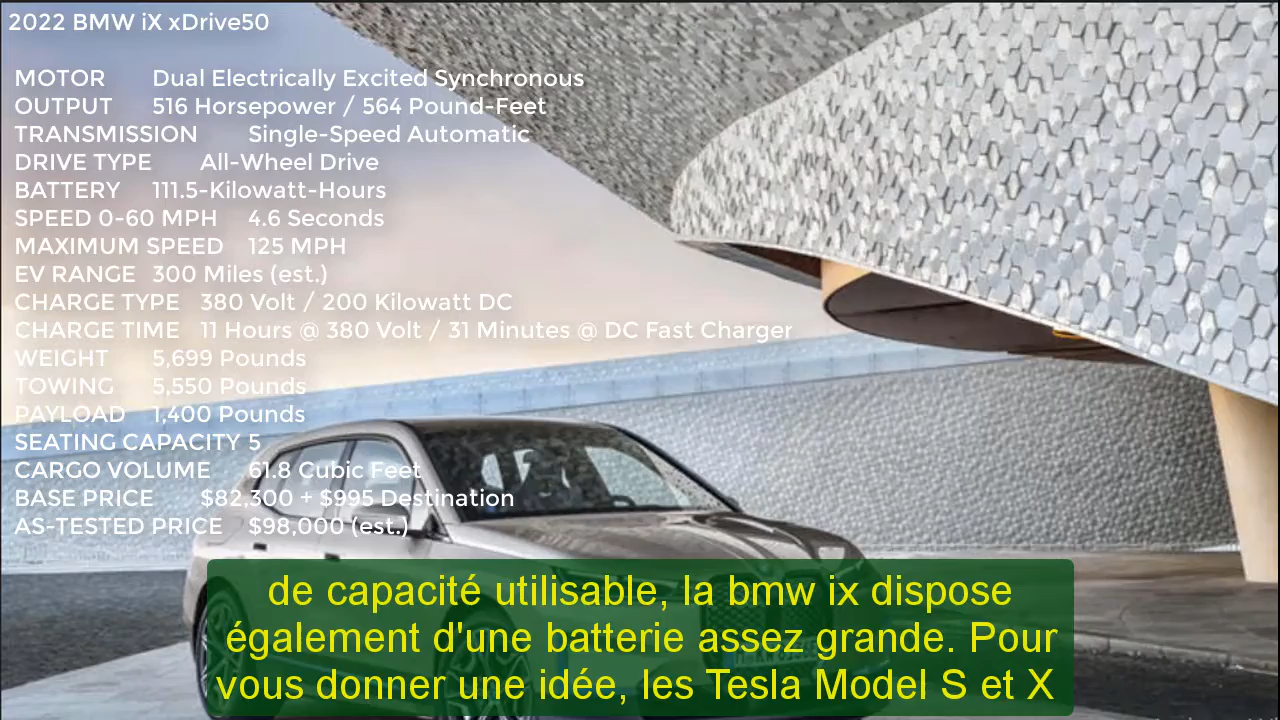 2022 BMW iX xDrive50
MOTOR Dual Electrically Excited Synchronous
OUTPUT 516 Horsepower / 564 Pound-Feet
TRANSMISSION Single-Speed Automatic
DRIVE TYPE All-Wheel Drive
BATTERY 111.5-Kilowatt-Hours
SPEED 0-60 MPH 4.6 Seconds
MAXIMUM SPEED 125 MPH
EV RANGE 300 Miles (est.)
CHARGE TYPE 380 Volt / 200 Kilowatt DC
CHARGE TIME 11 Hours @ 380 Volt / 31 Minutes @ DC Fast Charger
WEIGHT 5,699 Pounds
TOWING 5,550 Pounds
PAYLOAD 1,400 Pounds
SEATING CAPACITY 5
CARGO VOLUME 61.8 Cubic Feet
BASE PRICE $82,300 + $995 Destination
AS-TESTED PRICE $98,000 (est.)
de capacité utilisable, la bmw ix dispose
également d'une batterie assez grande. Pour
vous donner une idée, les Tesla Model S et X